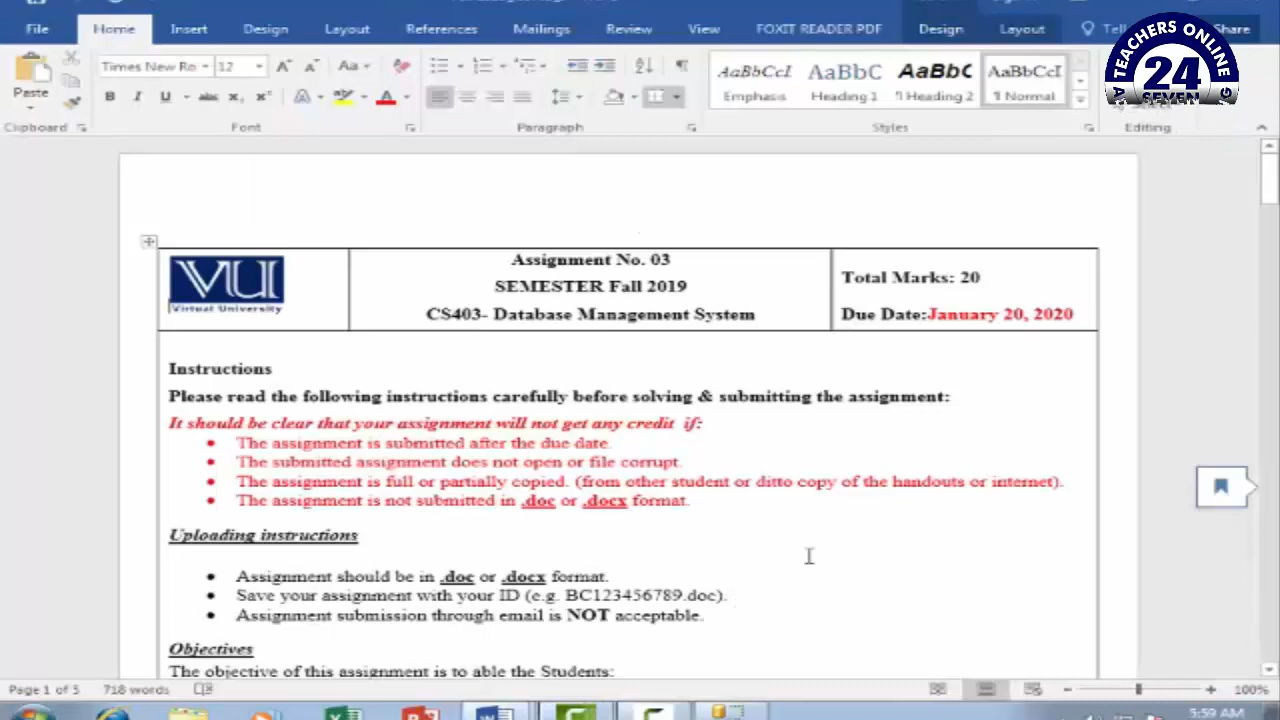 File Home Insert Design Layout References Mailings Review View FOXIT READER PDF Design Layout Share
TEACHERS ONLINE
24
SEVEN
Paste
Times New Ro 12
AaBbCcI AaBbC AaBbC AaBbCcI
Emphasis Heading 1 ¶ Heading 2 ¶ Normal
Clipboard Font Paragraph Styles Editing
VU
Virtual University
Assignment No. 03
SEMESTER Fall 2019
CS403- Database Management System
Total Marks: 20
Due Date:January 20, 2020
Instructions
Please read the following instructions carefully before solving & submitting the assignment:
It should be clear that your assignment will not get any credit if:
• The assignment is submitted after the due date.
• The submitted assignment does not open or file corrupt.
• The assignment is full or partially copied. (from other student or ditto copy of the handouts or internet).
• The assignment is not submitted in .doc or .docx format.
Uploading instructions
• Assignment should be in .doc or .docx format.
• Save your assignment with your ID (e.g. BC123456789.doc).
• Assignment submission through email is NOT acceptable.
Objectives
The objective of this assignment is to able the Students:
Page 1 of 5 718 words 100%
5:59 AM